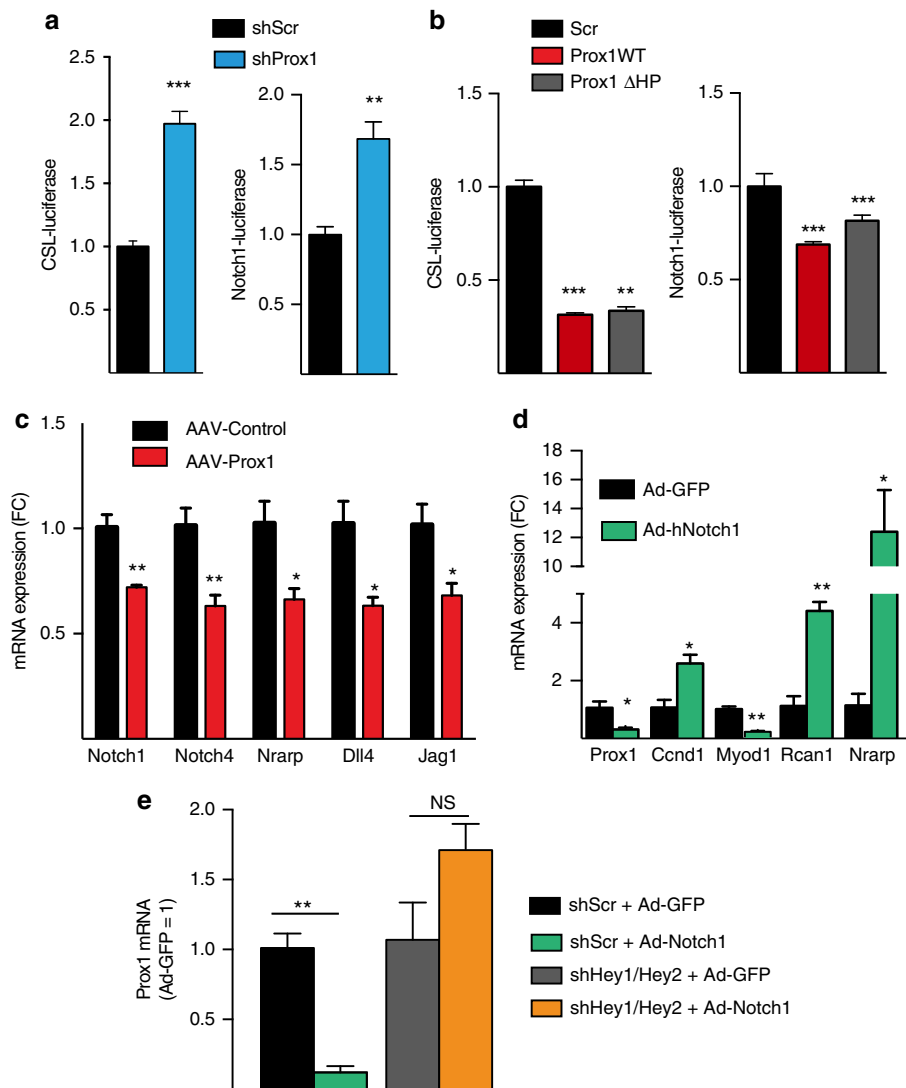 a
shScr
shProx1
CSL-luciferase
2.5
2.0
1.5
1.0
0.5
***
Notch1-luciferase
2.0
1.5
1.0
0.5
**
b
Scr
Prox1WT
Prox1 ΔHP
CSL-luciferase
1.5
1.0
0.5
***
**
Notch1-luciferase
1.5
1.0
0.5
***
***
c
AAV-Control
AAV-Prox1
mRNA expression (FC)
1.5
1.0
0.5
**
**
*
*
*
Notch1 Notch4 Nrarp Dll4 Jag1
d
Ad-GFP
Ad-hNotch1
mRNA expression (FC)
18
16
14
12
10
4
2
*
*
**
**
*
Prox1 Ccnd1 Myod1 Rcan1 Nrarp
e
Prox1 mRNA
(Ad-GFP = 1)
2.0
1.5
1.0
0.5
**
NS
shScr + Ad-GFP
shScr + Ad-Notch1
shHey1/Hey2 + Ad-GFP
shHey1/Hey2 + Ad-Notch1